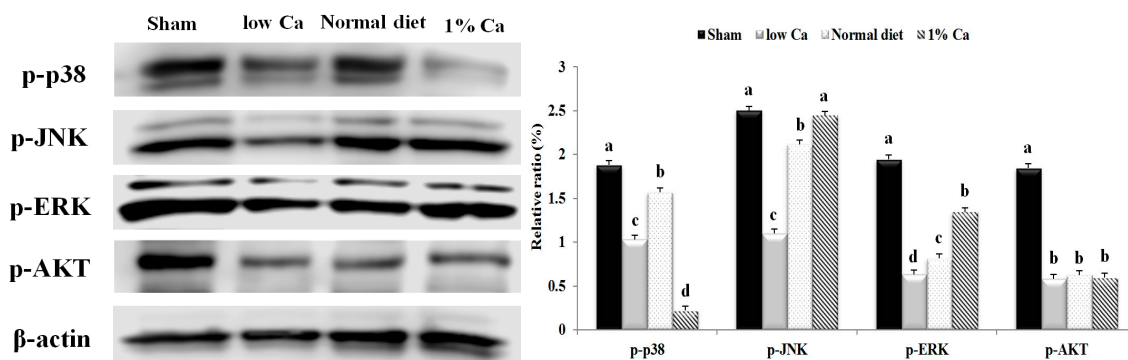 Sham low Ca Normal diet 1% Ca
p-p38
p-JNK
p-ERK
p-AKT
β-actin
Sham low Ca Normal diet 1% Ca
Relative ratio (%)
3
2.5
2
1.5
1
0.5
0
a c b d
a c b a
a d c b
a b b b
p-p38 p-JNK p-ERK p-AKT